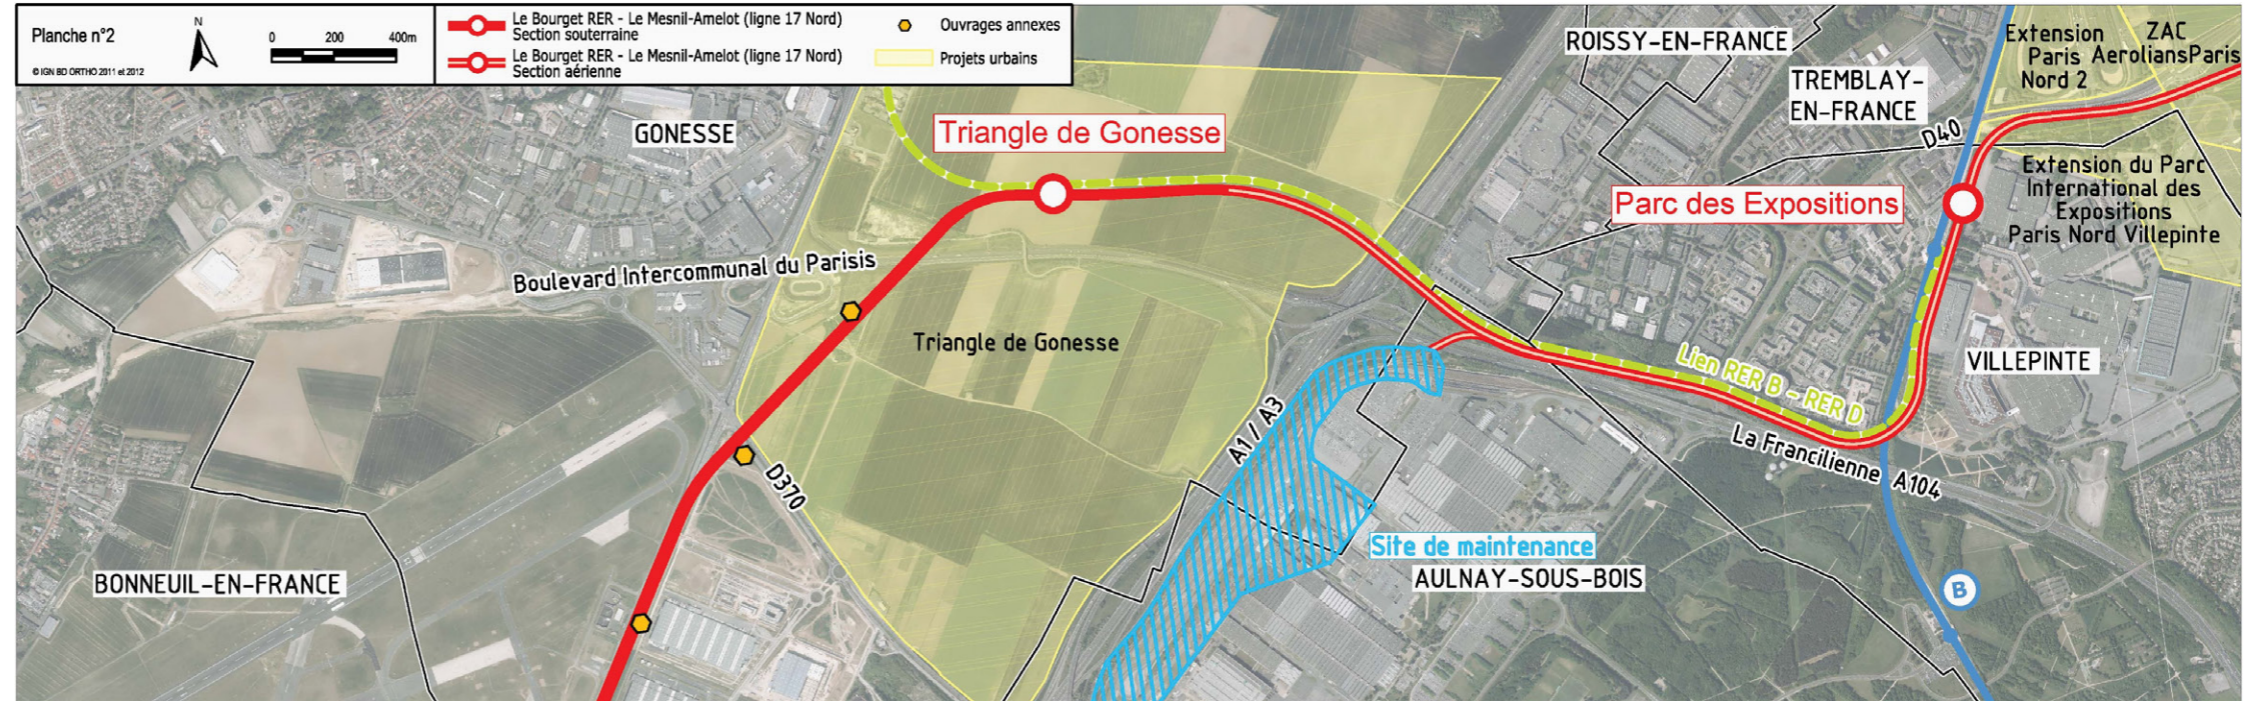 Planche n°2
N
0 200 400m
© IGN BD ORTHO 2011 et 2012
Le Bourget RER - Le Mesnil-Amelot (ligne 17 Nord)
Section souterraine
Le Bourget RER - Le Mesnil-Amelot (ligne 17 Nord)
Section aérienne
Ouvrages annexes
Projets urbains
ROISSY-EN-FRANCE
TREMBLAY-
EN-FRANCE
Extension
Paris
Nord 2
ZAC
AeroliansParis
D40
GONESSE
Triangle de Gonesse
Parc des Expositions
Extension du Parc
International des
Expositions
Paris Nord Villepinte
Boulevard Intercommunal du Parisis
Triangle de Gonesse
VILLEPINTE
Lien RER B - RER D
La Francilienne A104
A1 / A3
D370
Site de maintenance
AULNAY-SOUS-BOIS
BONNEUIL-EN-FRANCE
B